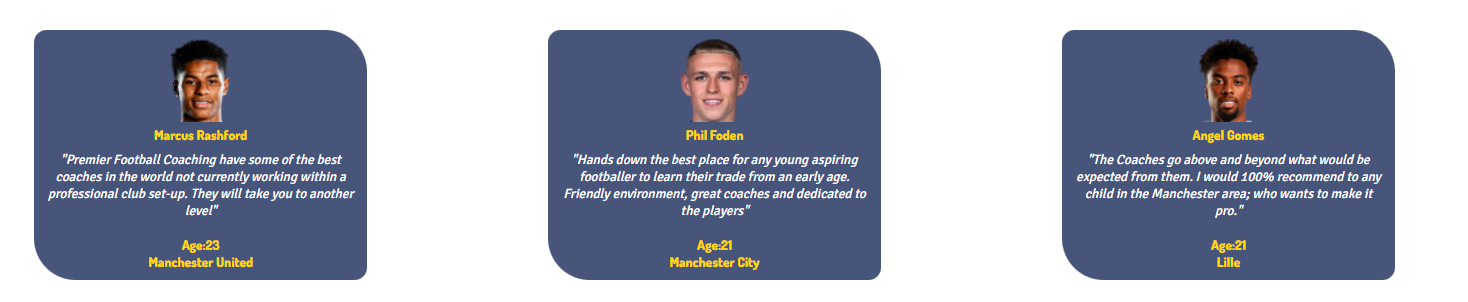 Marcus Rashford
"Premier Football Coaching have some of the best
coaches in the world not currently working within a
professional club set-up. They will take you to another
level"
Age:23
Manchester United
Phil Foden
"Hands down the best place for any young aspiring
footballer to learn their trade from an early age.
Friendly environment, great coaches and dedicated to
the players"
Age:21
Manchester City
Angel Gomes
"The Coaches go above and beyond what would be
expected from them. I would 100% recommend to any
child in the Manchester area; who wants to make it
pro."
Age:21
Lille